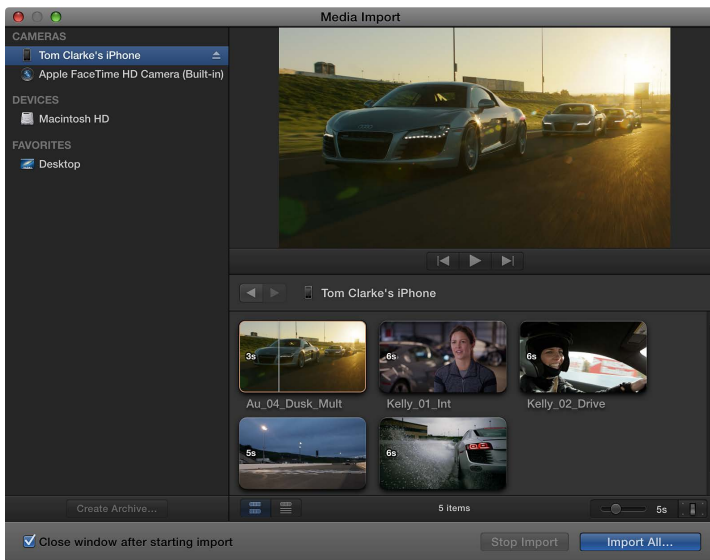 Media Import
CAMERAS
Tom Clarke's iPhone
Apple FaceTime HD Camera (Built-in)
DEVICES
Macintosh HD
FAVORITES
Desktop
Tom Clarke's iPhone
3s
6s
6s
Au_04_Dusk_Mult
Kelly_01_Int
Kelly_02_Drive
5s
6s
Create Archive...
5 items
5s
Close window after starting import
Stop Import
Import All...